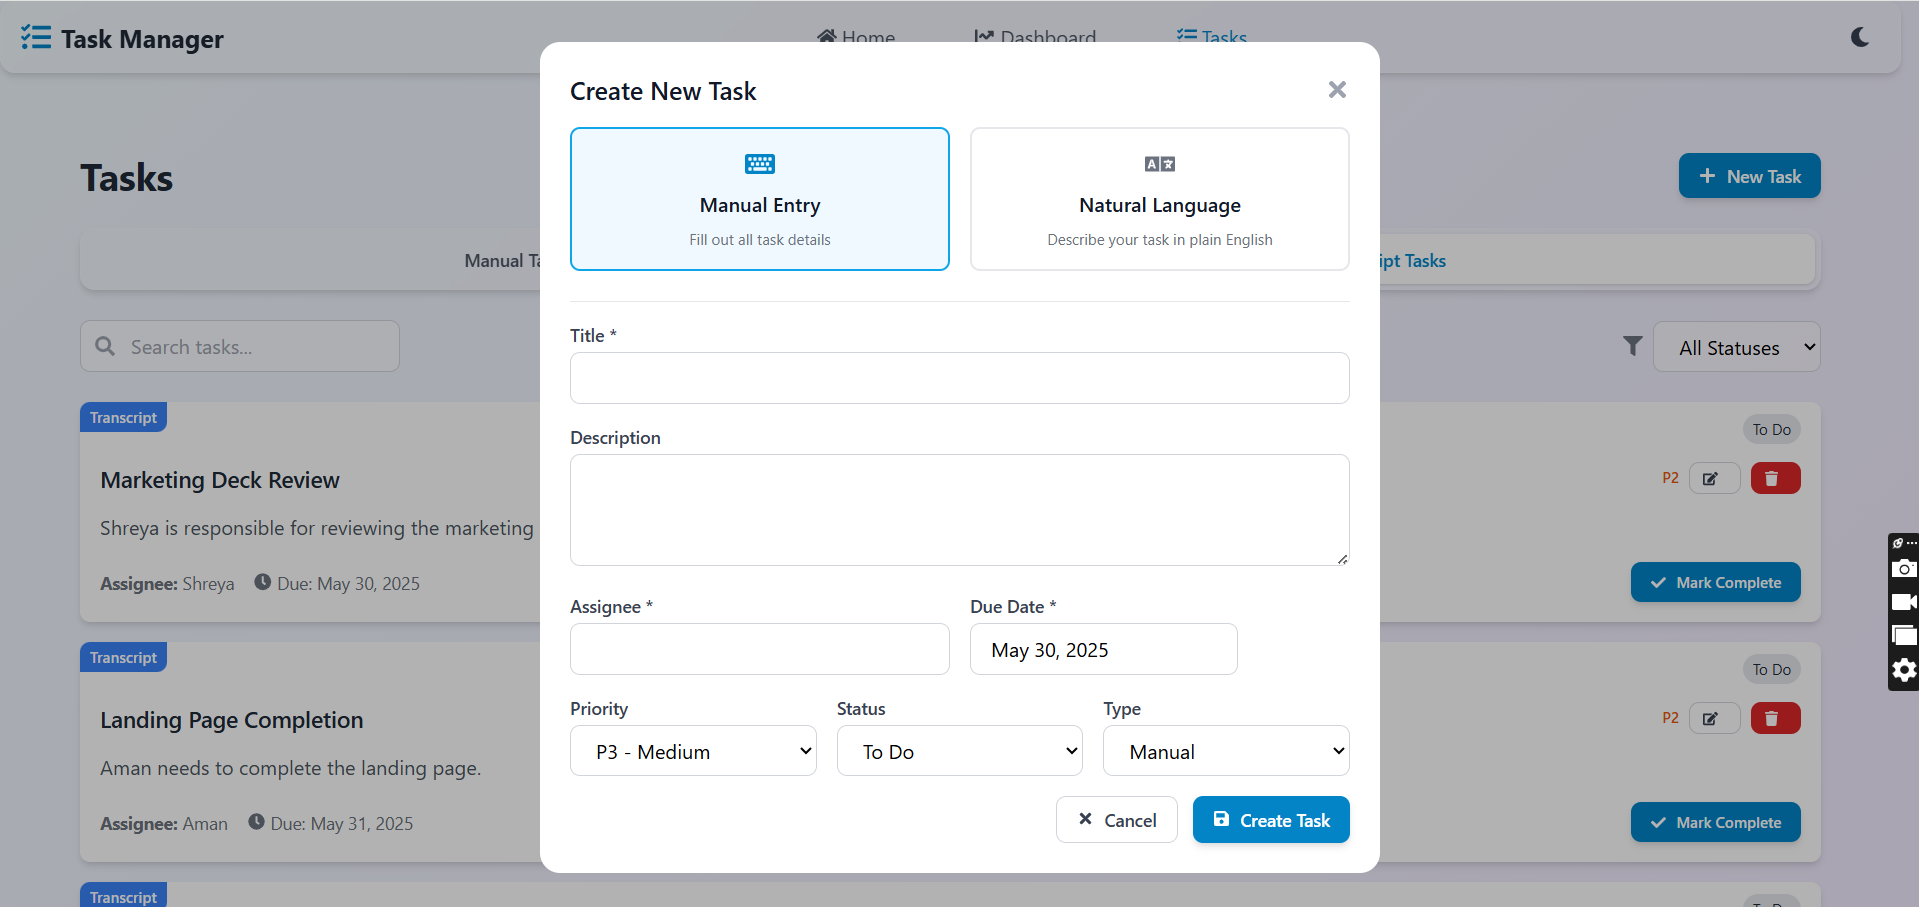 Task Manager
Home
Dashboard
Tasks
Create New Task
Manual Entry
Fill out all task details
Natural Language
Describe your task in plain English
Tasks
New Task
Manual Ta
ipt Tasks
Search tasks...
All Statuses
Title *
Description
Assignee *
Due Date *
May 30, 2025
Priority
Status
Type
P3 - Medium
To Do
Manual
Cancel
Create Task
Transcript
To Do
Marketing Deck Review
P2
Shreya is responsible for reviewing the marketing
Assignee: Shreya
Due: May 30, 2025
Mark Complete
Transcript
To Do
Landing Page Completion
P2
Aman needs to complete the landing page.
Assignee: Aman
Due: May 31, 2025
Mark Complete
Transcript
To Do